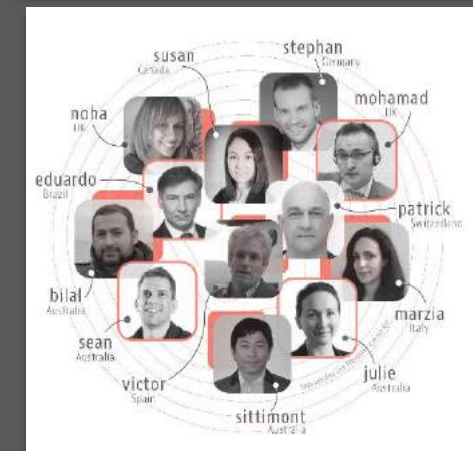 stephan
Germany
susan
Canada
mohamad
UK
noha
UK
eduardo
Brazil
patrick
Switzerland
bilal
Australia
marzia
Italy
sean
Australia
julie
Australia
victor
Spain
sittimont
Australia